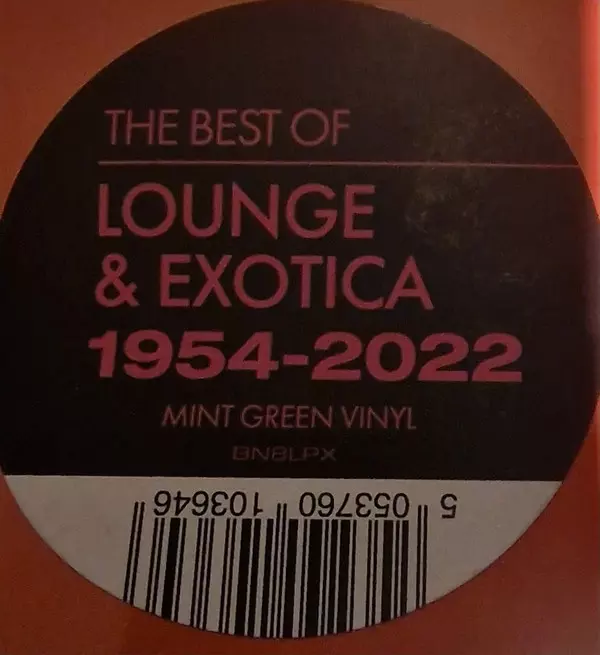 THE BEST OF
LOUNGE
& EXOTICA
1954-2022
MINT GREEN VINYL
BN8LPX
5 053760 103646